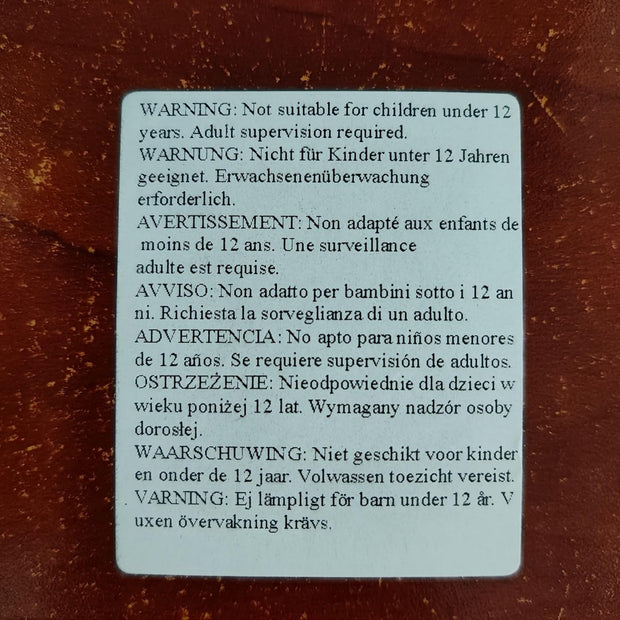 WARNING: Not suitable for children under 12
years. Adult supervision required.
WARNUNG: Nicht für Kinder unter 12 Jahren
geeignet. Erwachsenenüberwachung
erforderlich.
AVERTISSEMENT: Non adapté aux enfants de
moins de 12 ans. Une surveillance
adulte est requise.
AVVISO: Non adatto per bambini sotto i 12 an
ni. Richiesta la sorveglianza di un adulto.
ADVERTENCIA: No apto para niños menores
de 12 años. Se requiere supervisión de adultos.
OSTRZEŻENIE: Nieodpowiednie dla dzieci w
wieku poniżej 12 lat. Wymagany nadzór osoby
dorosłej.
WAARSCHUWING: Niet geschikt voor kinder
en onder de 12 jaar. Volwassen toezicht vereist.
VARNING: Ej lämpligt för barn under 12 år. V
uxen övervakning krävs.